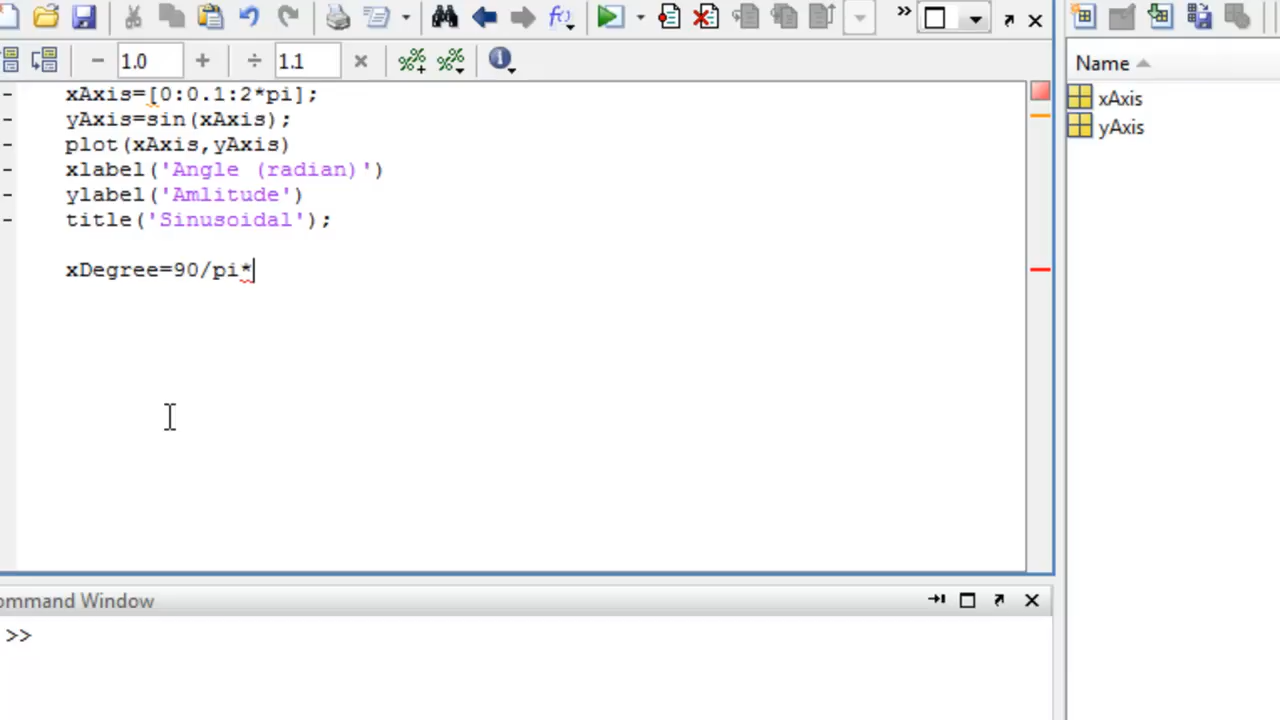 1.0
1.1
Name
xAxis=[0:0.1:2*pi];
yAxis=sin(xAxis);
plot(xAxis,yAxis)
xlabel('Angle (radian)')
ylabel('Amlitude')
title('Sinusoidal');
xDegree=90/pi*
xAxis
yAxis
ommand Window
>>